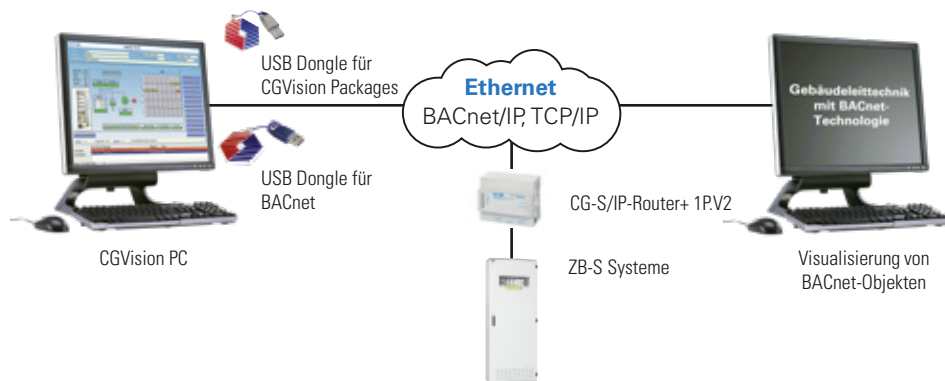 USB Dongle für
CGVision Packages
USB Dongle für
BACnet
CGVision PC
Ethernet
BACnet/IP, TCP/IP
CG-S/IP-Router+ 1P.V2
ZB-S Systeme
Gebäudeleittechnik
mit BACnet-
Technologie
Visualisierung von
BACnet-Objekten